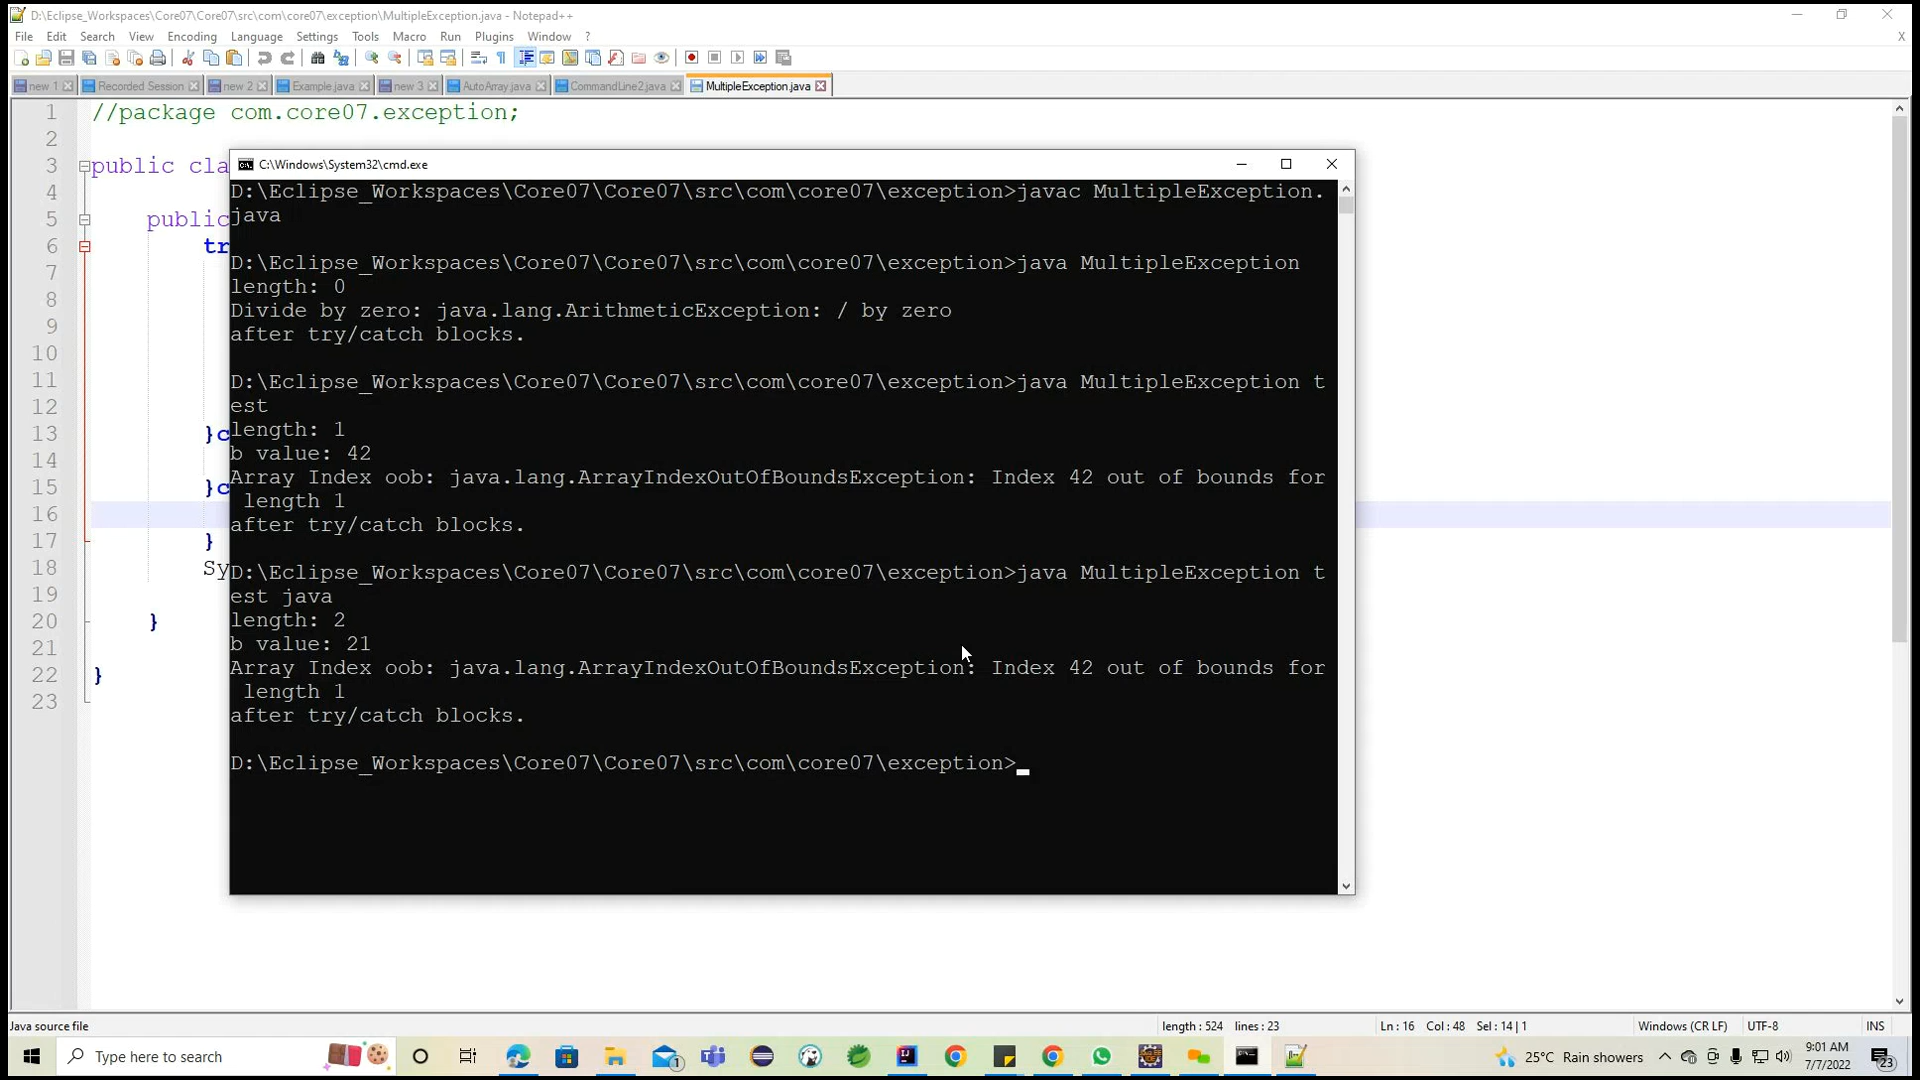 D:\Eclipse_Workspaces\Core07\Core07\src\com\core07\exception\MultipleException.java - Notepad++
File Edit Search View Encoding Language Settings Tools Macro Run Plugins Window ?
X
new 1 Recorded Session new 2 Example.java new 3 AutoArray.java CommandLine2.java MultipleException.java
1 //package com.core07.exception;
2
3 public cla
4
5 public
6 tr
7
8
9
10
11
12
13 }c
14
15 }c
16
17 }
18 Sy
19
20 }
21
22 }
23
C:\Windows\System32\cmd.exe
D:\Eclipse_Workspaces\Core07\Core07\src\com\core07\exception>javac MultipleException.
java
D:\Eclipse_Workspaces\Core07\Core07\src\com\core07\exception>java MultipleException
length: 0
Divide by zero: java.lang.ArithmeticException: / by zero
after try/catch blocks.
D:\Eclipse_Workspaces\Core07\Core07\src\com\core07\exception>java MultipleException t
est
length: 1
b value: 42
Array Index oob: java.lang.ArrayIndexOutOfBoundsException: Index 42 out of bounds for
length 1
after try/catch blocks.
D:\Eclipse_Workspaces\Core07\Core07\src\com\core07\exception>java MultipleException t
est java
length: 2
b value: 21
Array Index oob: java.lang.ArrayIndexOutOfBoundsException: Index 42 out of bounds for
length 1
after try/catch blocks.
D:\Eclipse_Workspaces\Core07\Core07\src\com\core07\exception>
Java source file length : 524 lines : 23 Ln : 16 Col : 48 Sel : 14 | 1 Windows (CR LF) UTF-8 INS
Type here to search 1 25°C Rain showers 9:01 AM
7/7/2022 23